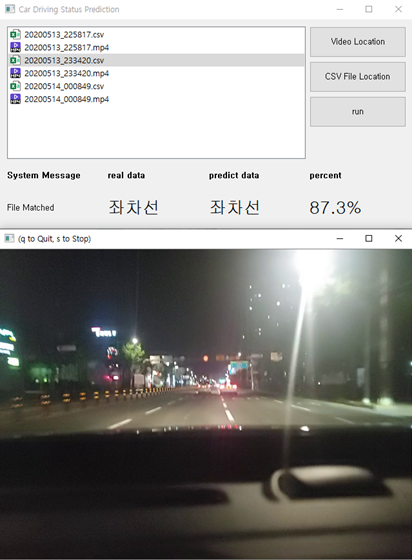 Car Driving Status Prediction
20200513_225817.csv
20200513_225817.mp4
20200513_233420.csv
20200513_233420.mp4
20200514_000849.csv
20200514_000849.mp4
Video Location
CSV File Location
run
System Message real data predict data percent
File Matched 좌차선 좌차선 87.3%
(q to Quit, s to Stop)